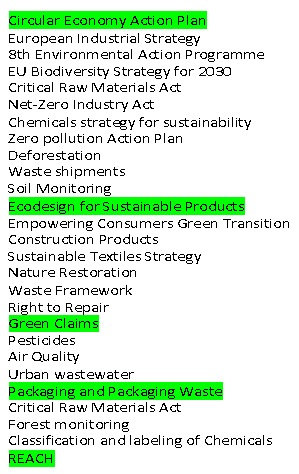 Circular Economy Action Plan
European Industrial Strategy
8th Environmental Action Programme
EU Biodiversity Strategy for 2030
Critical Raw Materials Act
Net-Zero Industry Act
Chemicals strategy for sustainability
Zero pollution Action Plan
Deforestation
Waste shipments
Soil Monitoring
Ecodesign for Sustainable Products
Empowering Consumers Green Transition
Construction Products
Sustainable Textiles Strategy
Nature Restoration
Waste Framework
Right to Repair
Green Claims
Pesticides
Air Quality
Urban wastewater
Packaging and Packaging Waste
Critical Raw Materials Act
Forest monitoring
Classification and labeling of Chemicals
REACH